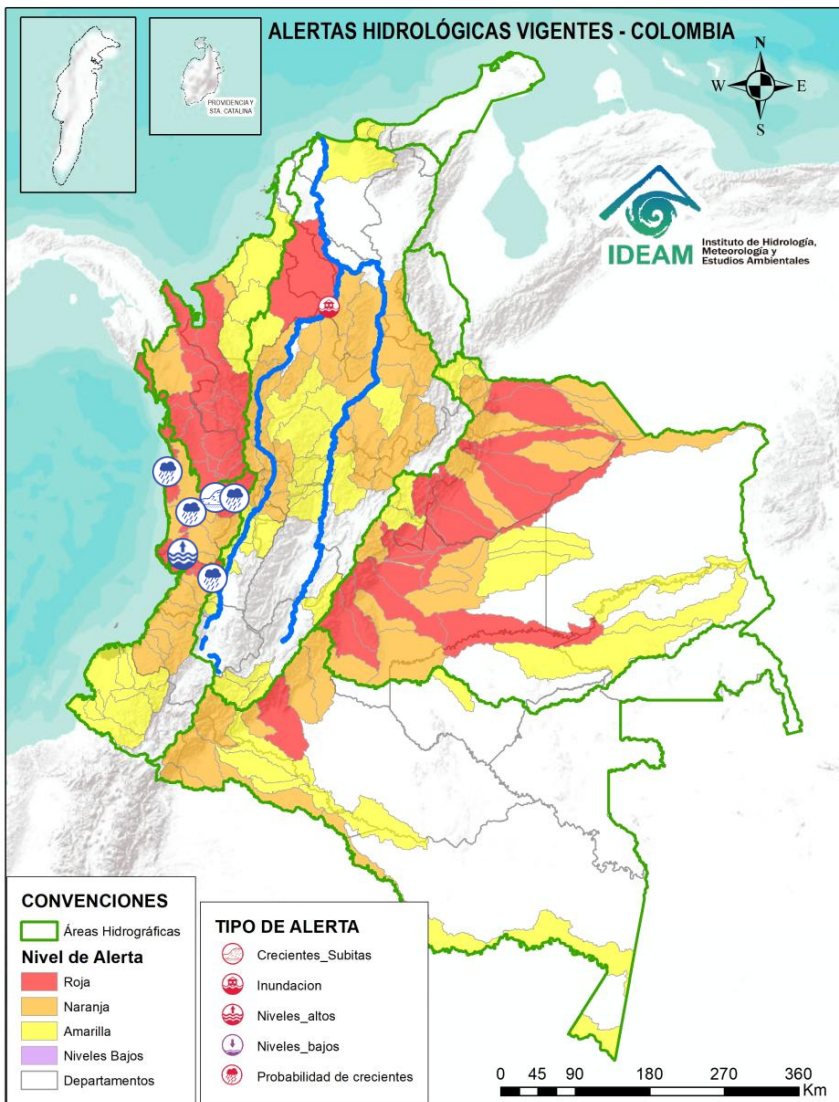 ALERTAS HIDROLÓGICAS VIGENTES - COLOMBIA
PROVIDENCIA Y
STA. CATALINA
N
W
E
S
IDEAM
Instituto de Hidrología,
Meteorología y
Estudios Ambientales
CONVENCIONES
Áreas Hidrográficas
Nivel de Alerta
Roja
Naranja
Amarilla
Niveles Bajos
Departamentos
TIPO DE ALERTA
Crecientes_Subitas
Inundacion
Niveles_altos
Niveles_bajos
Probabilidad de crecientes
0 45 90 180 270 360
Km